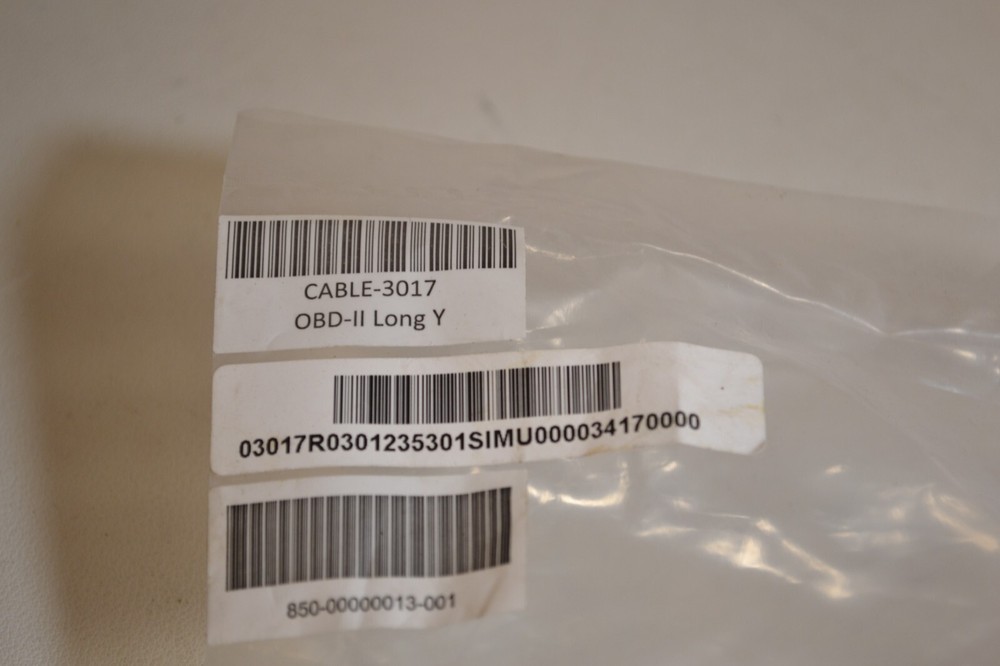 CABLE-3017
OBD-II Long Y
03017R0301235301SIMU000034170000
850-00000013-001